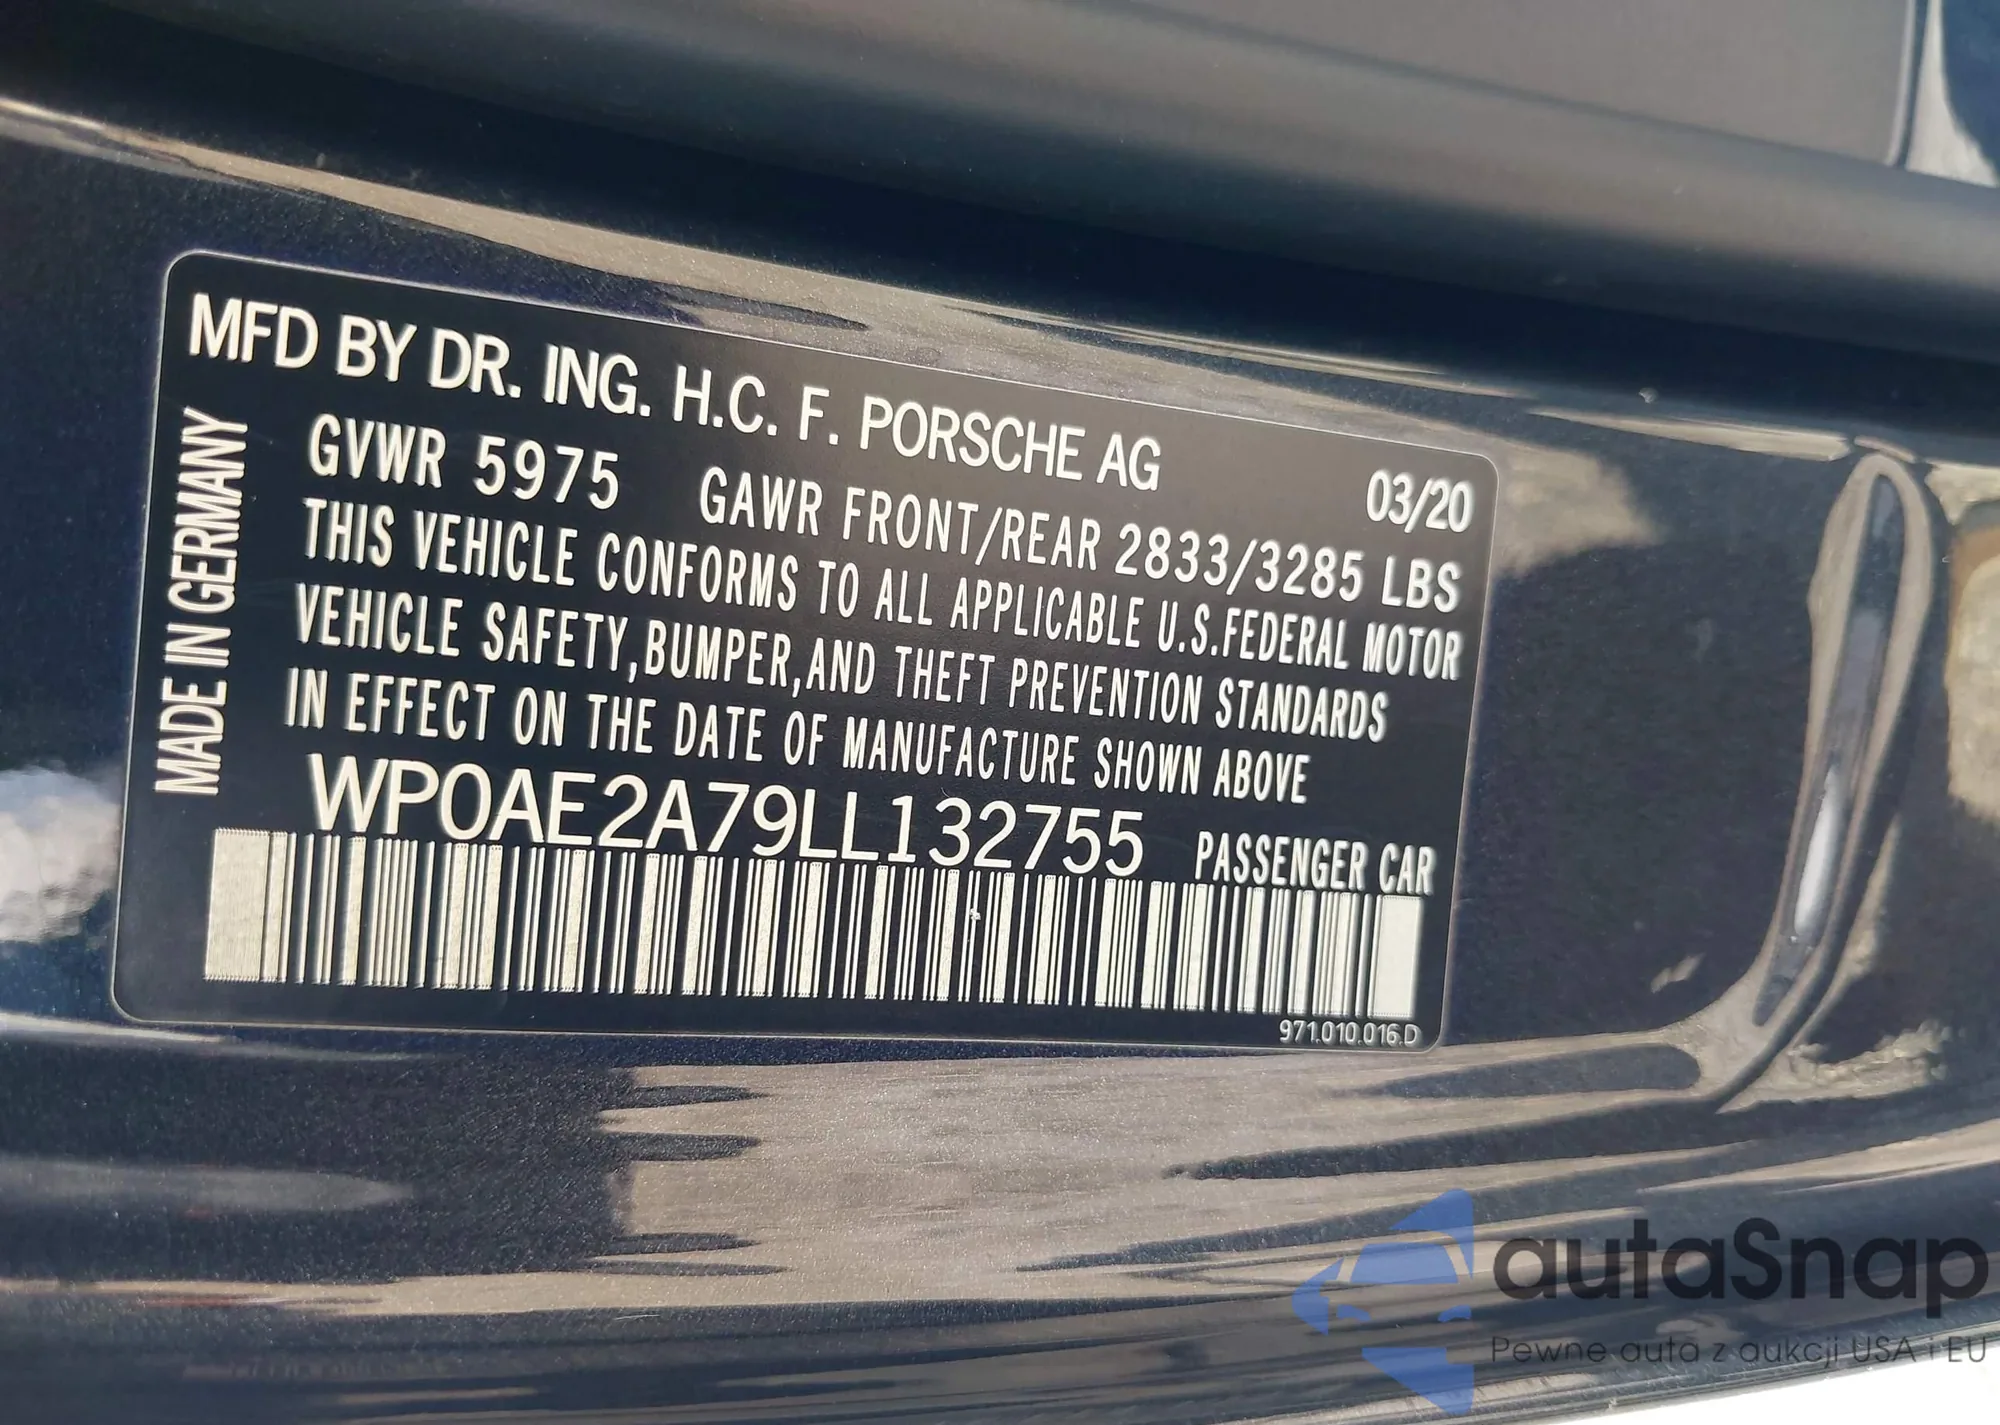 MFD BY DR. ING. H.C. F. PORSCHE AG
03/20
MADE IN GERMANY
GVWR 5975 GAWR FRONT/REAR 2833/3285 LBS
THIS VEHICLE CONFORMS TO ALL APPLICABLE U.S.FEDERAL MOTOR
VEHICLE SAFETY,BUMPER,AND THEFT PREVENTION STANDARDS
IN EFFECT ON THE DATE OF MANUFACTURE SHOWN ABOVE
WP0AE2A79LL132755 PASSENGER CAR
971.010.016.D
autaSnap
Pewne auta z aukcji USA i EU